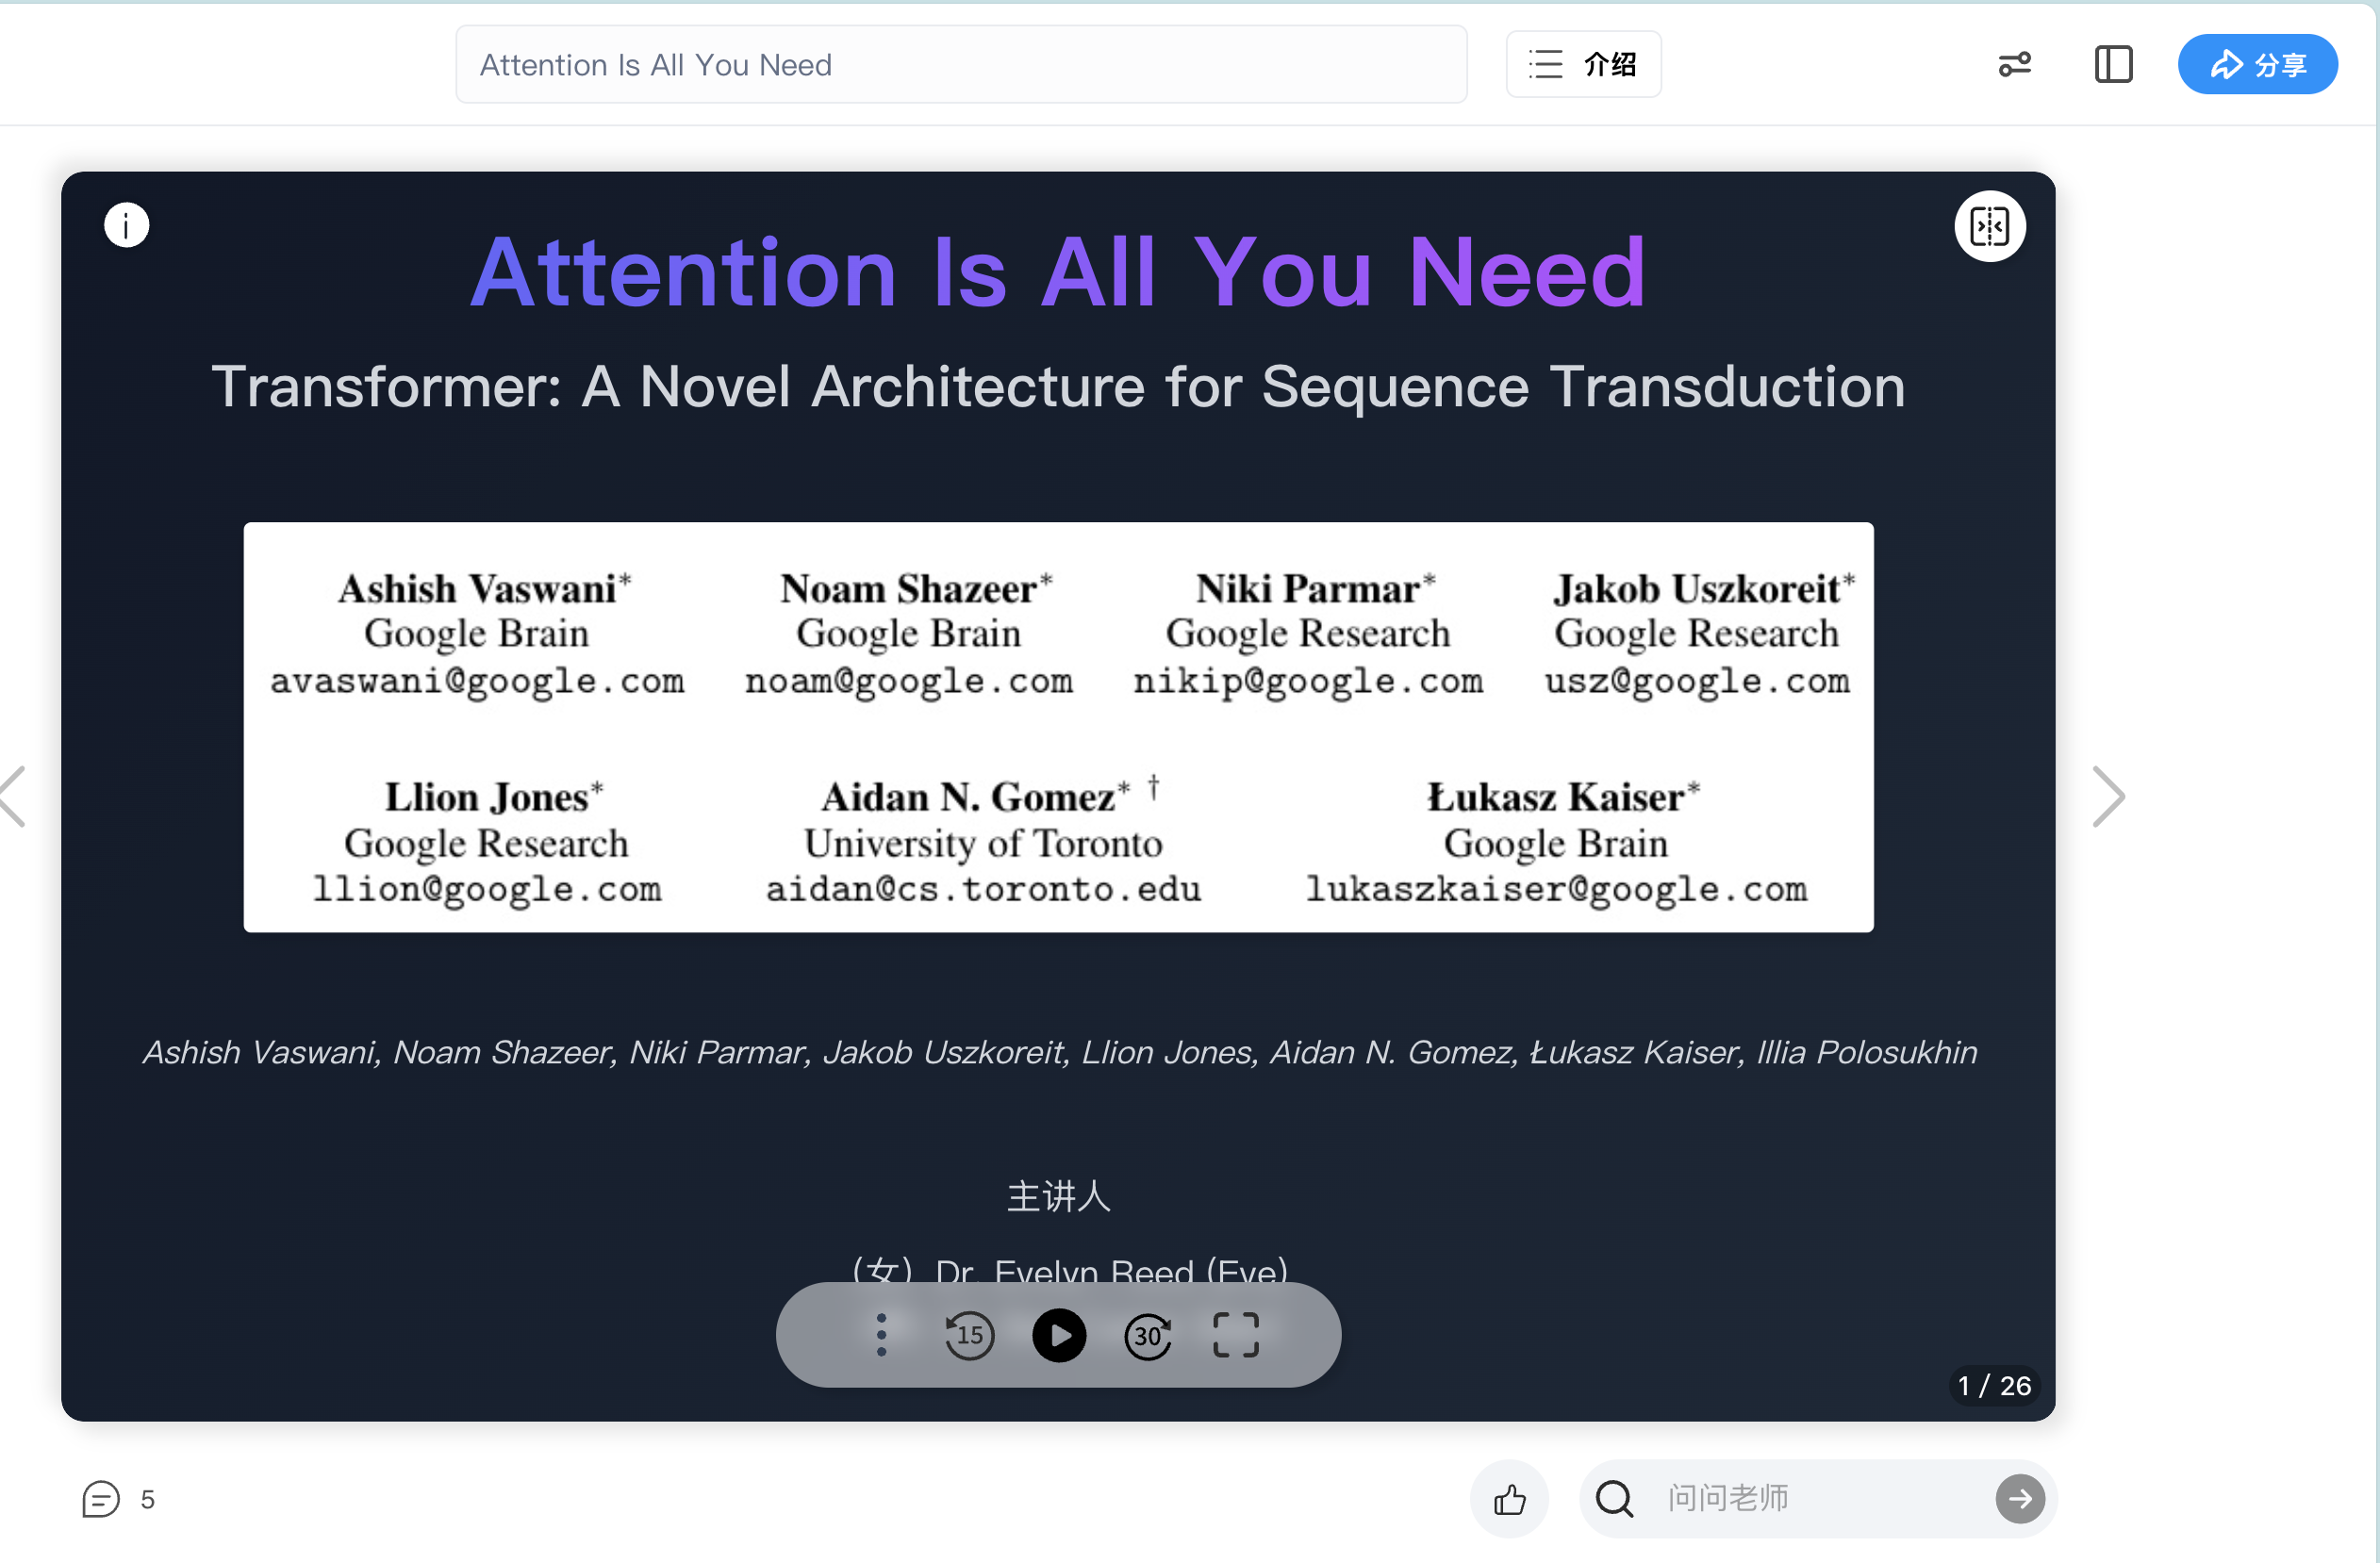 Attention Is All You Need
介绍
分享
Attention Is All You Need
Transformer: A Novel Architecture for Sequence Transduction
Ashish Vaswani* Noam Shazeer* Niki Parmar* Jakob Uszkoreit*
Google Brain Google Brain Google Research Google Research
avaswani@google.com noam@google.com nikip@google.com usz@google.com
Llion Jones* Aidan N. Gomez* † Łukasz Kaiser*
Google Research University of Toronto Google Brain
llion@google.com aidan@cs.toronto.edu lukaszkaiser@google.com
Ashish Vaswani, Noam Shazeer, Niki Parmar, Jakob Uszkoreit, Llion Jones, Aidan N. Gomez, Łukasz Kaiser, Illia Polosukhin
主讲人
(女) Dr. Evelyn Reed (Eve)
15 30
1 / 26
5
问问老师